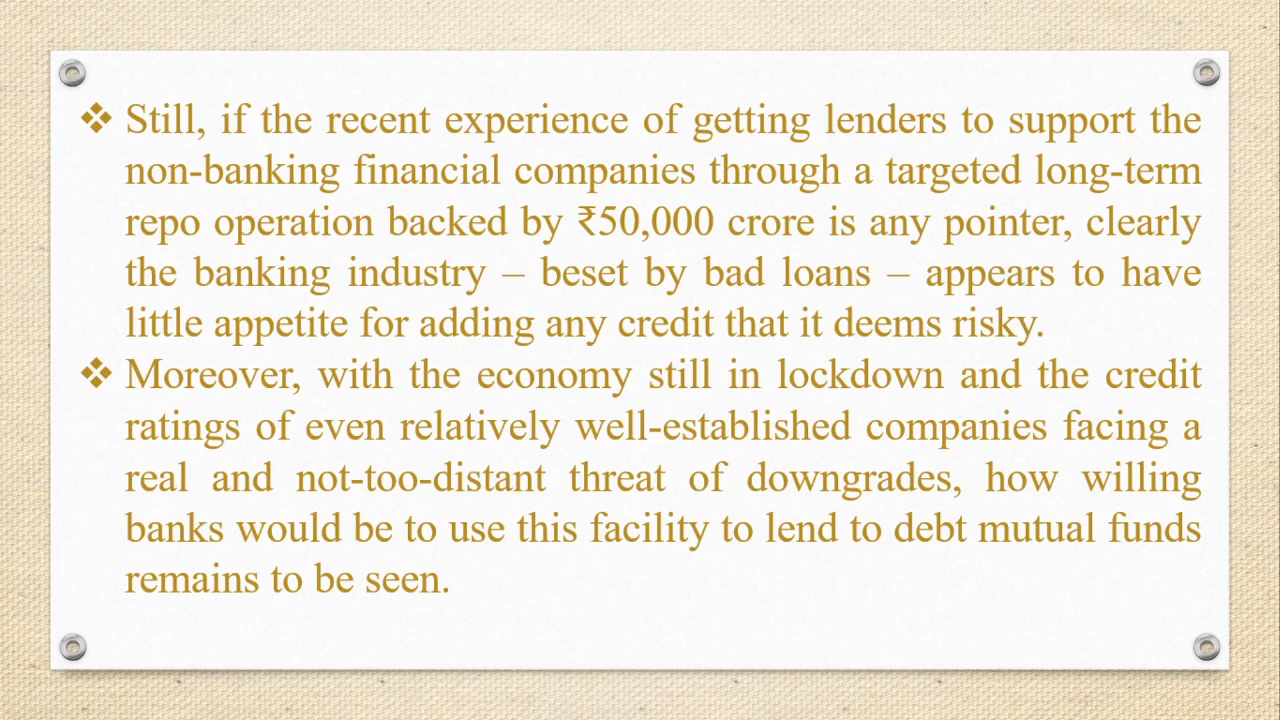 ❖ Still, if the recent experience of getting lenders to support the
non-banking financial companies through a targeted long-term
repo operation backed by ₹50,000 crore is any pointer, clearly
the banking industry – beset by bad loans – appears to have
little appetite for adding any credit that it deems risky.
❖ Moreover, with the economy still in lockdown and the credit
ratings of even relatively well-established companies facing a
real and not-too-distant threat of downgrades, how willing
banks would be to use this facility to lend to debt mutual funds
remains to be seen.